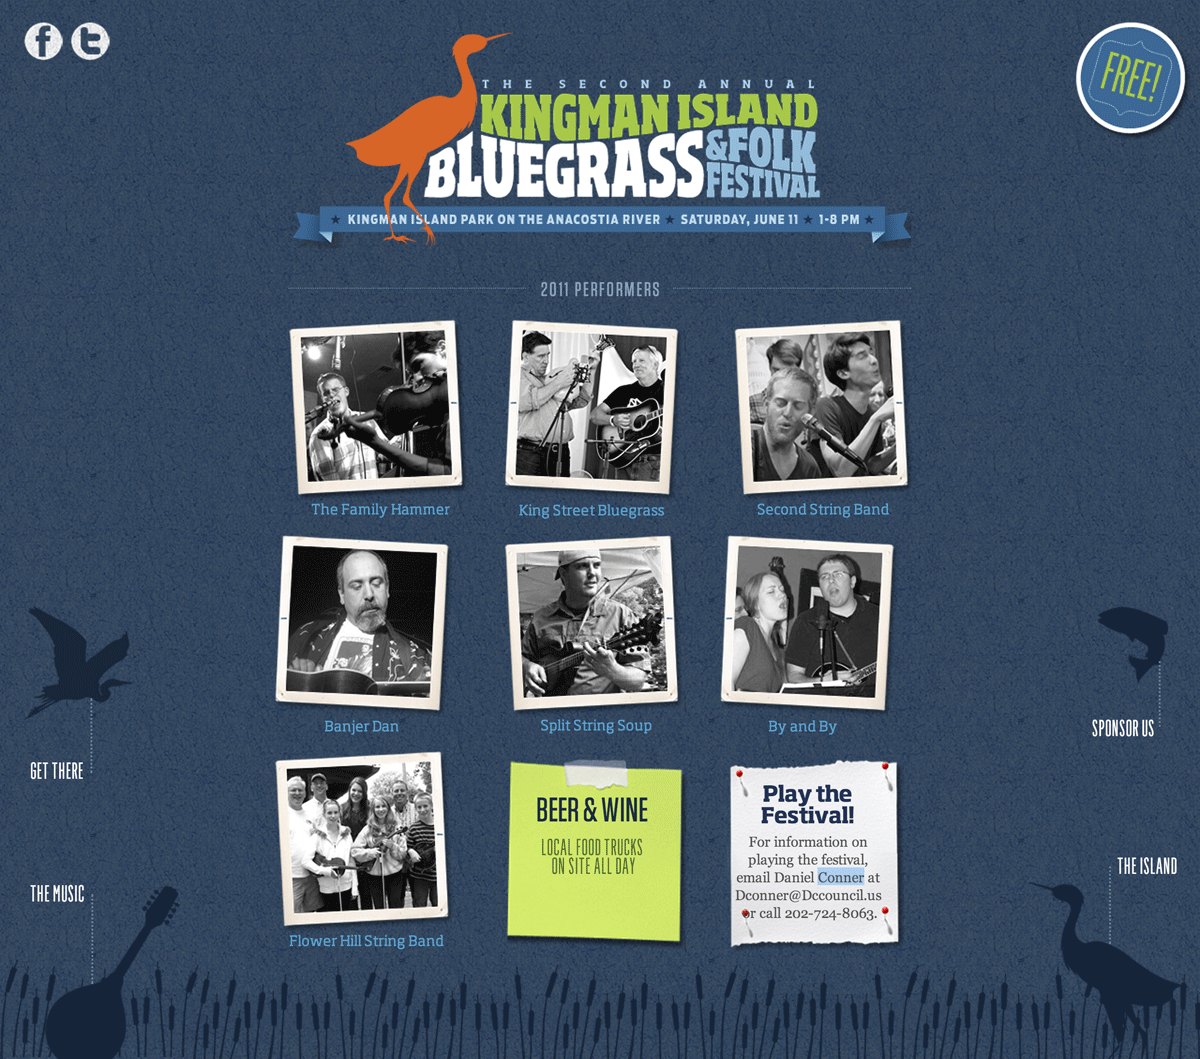 f t
FREE!
THE SECOND ANNUAL
KINGMAN ISLAND
BLUEGRASS
&FOLK
FESTIVAL
KINGMAN ISLAND PARK ON THE ANACOSTIA RIVER ★ SATURDAY, JUNE 11 ★ 1-8 PM
2011 PERFORMERS
The Family Hammer
King Street Bluegrass
Second String Band
Banjer Dan
Split String Soup
By and By
GET THERE
SPONSOR US
THE MUSIC
THE ISLAND
Flower Hill String Band
BEER & WINE
LOCAL FOOD TRUCKS
ON SITE ALL DAY
Play the
Festival!
For information on
playing the festival,
email Daniel Conner at
Dconner@Dccouncil.us
or call 202-724-8063.